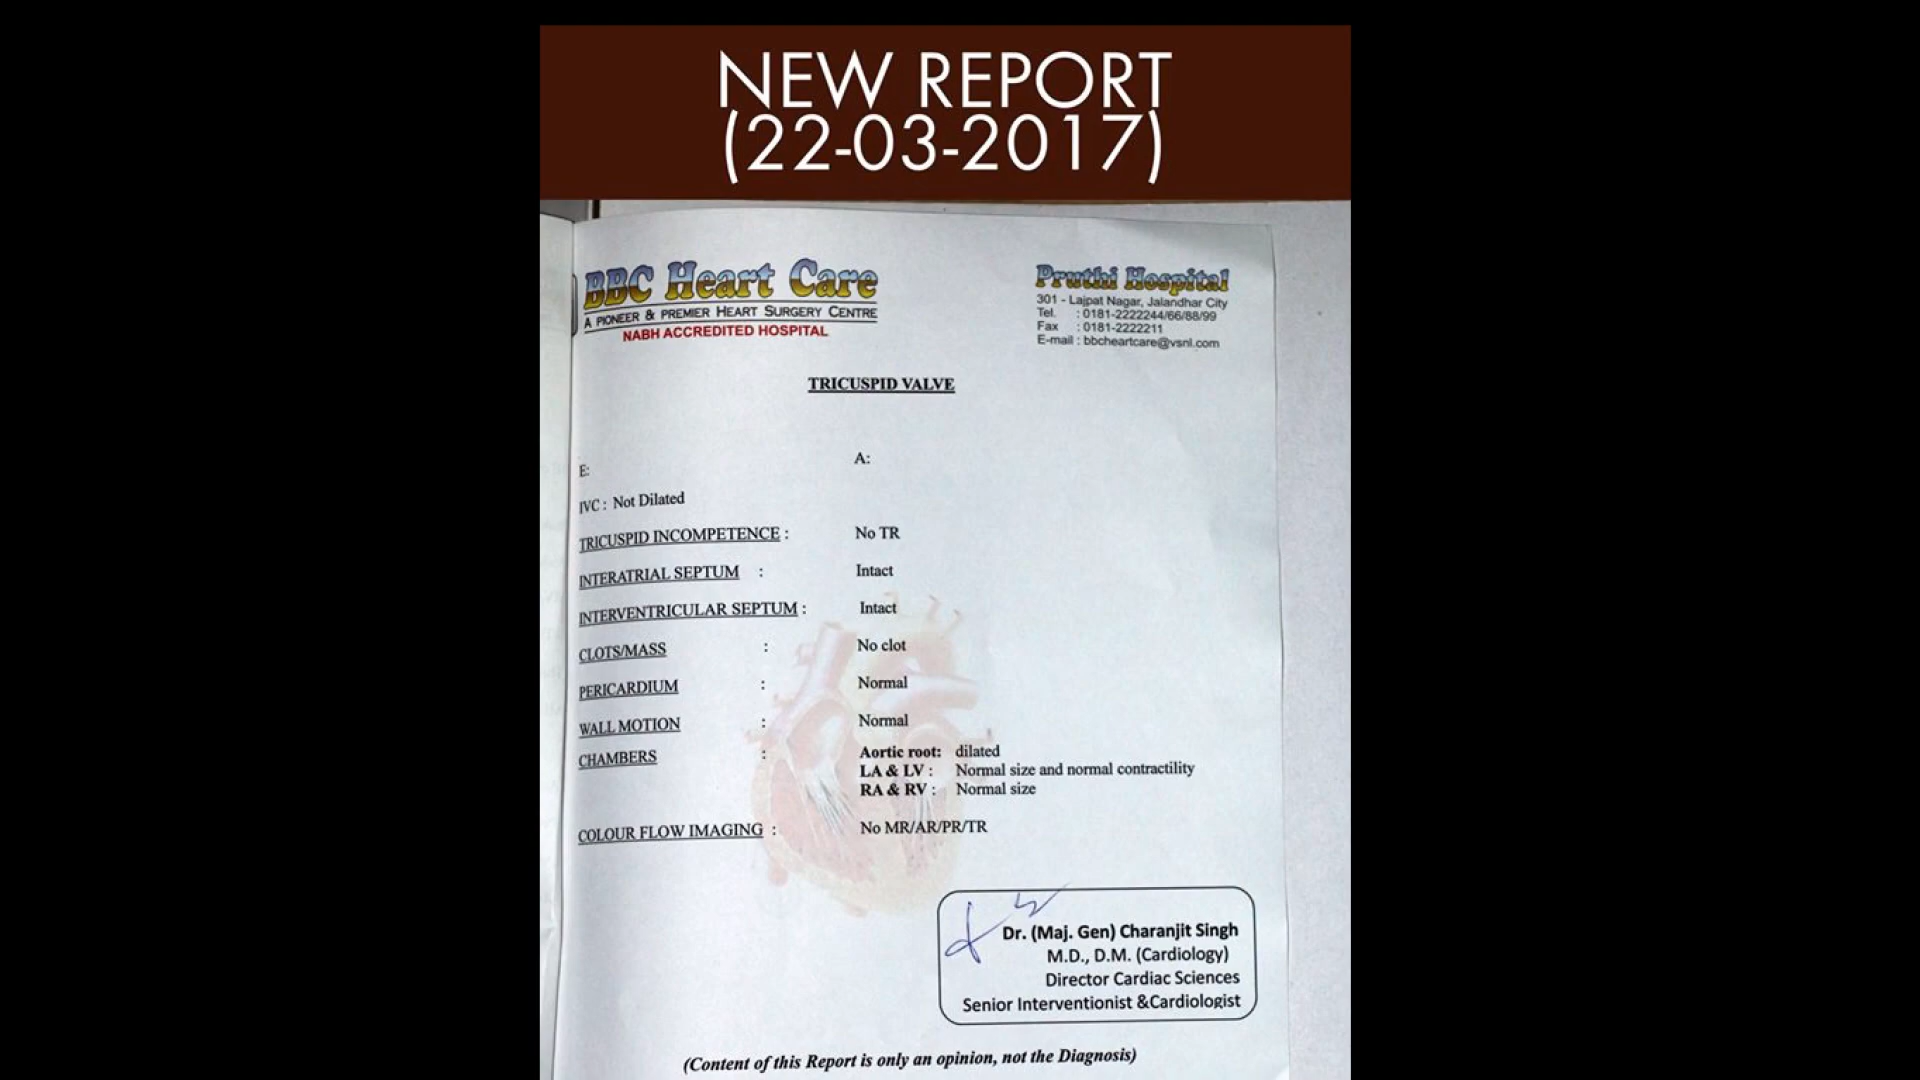 NEW REPORT
(22-03-2017)
BBC Heart Care
A PIONEER & PREMIER HEART SURGERY CENTRE
NABH ACCREDITED HOSPITAL
Pruthi Hospital
301 - Lajpat Nagar, Jalandhar City
Tel. : 0181-2222244/66/88/99
Fax : 0181-2222211
E-mail : bbcheartcare@vsnl.com
TRICUSPID VALVE
E: A:
IVC : Not Dilated
TRICUSPID INCOMPETENCE : No TR
INTERATRIAL SEPTUM : Intact
INTERVENTRICULAR SEPTUM : Intact
CLOTS/MASS : No clot
PERICARDIUM : Normal
WALL MOTION : Normal
CHAMBERS : Aortic root: dilated
LA & LV : Normal size and normal contractility
RA & RV : Normal size
COLOUR FLOW IMAGING : No MR/AR/PR/TR
Dr. (Maj. Gen) Charanjit Singh
M.D., D.M. (Cardiology)
Director Cardiac Sciences
Senior Interventionist &Cardiologist
(Content of this Report is only an opinion, not the Diagnosis)